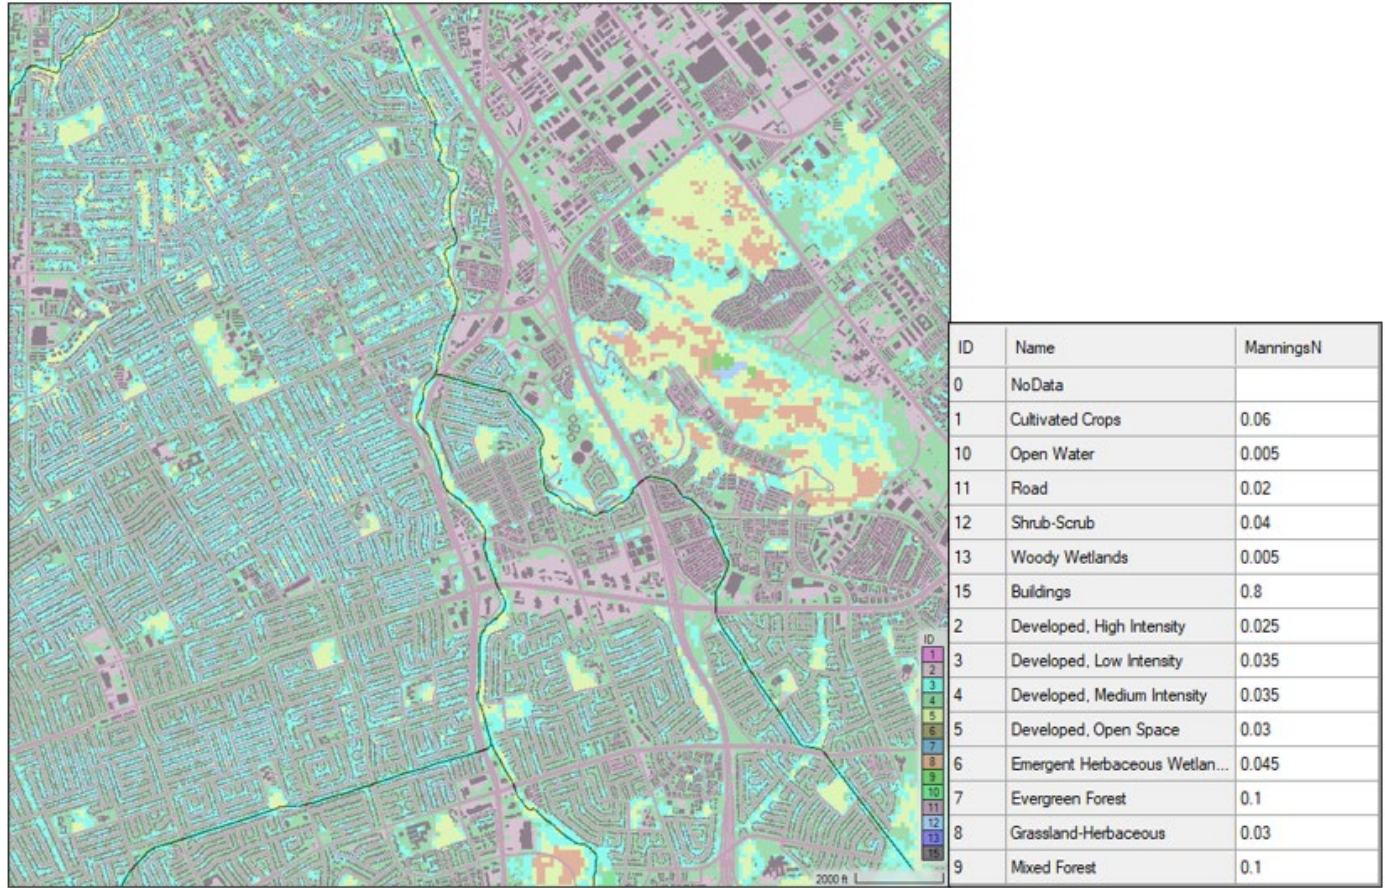 ID
1
2
3
4
5
6
7
8
9
10
11
12
13
15
2000 ft
ID Name ManningsN
0 NoData
1 Cultivated Crops 0.06
10 Open Water 0.005
11 Road 0.02
12 Shrub-Scrub 0.04
13 Woody Wetlands 0.005
15 Buildings 0.8
2 Developed, High Intensity 0.025
3 Developed, Low Intensity 0.035
4 Developed, Medium Intensity 0.035
5 Developed, Open Space 0.03
6 Emergent Herbaceous Wetlan... 0.045
7 Evergreen Forest 0.1
8 Grassland-Herbaceous 0.03
9 Mixed Forest 0.1